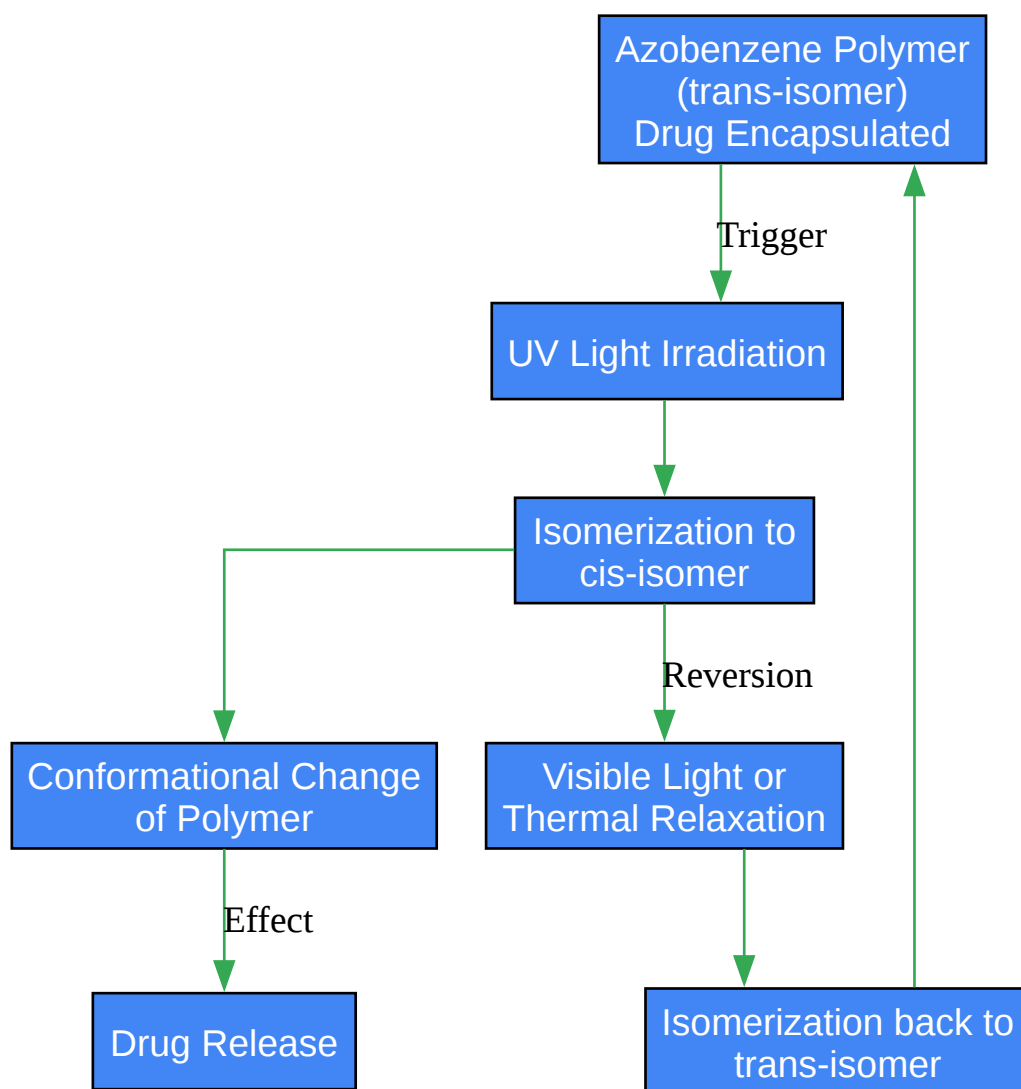 Azobenzene Polymer
(trans-isomer)
Drug Encapsulated
Trigger
UV Light Irradiation
Isomerization to
cis-isomer
Reversion
Conformational Change
of Polymer
Visible Light or
Thermal Relaxation
Effect
Drug Release
Isomerization back to
trans-isomer